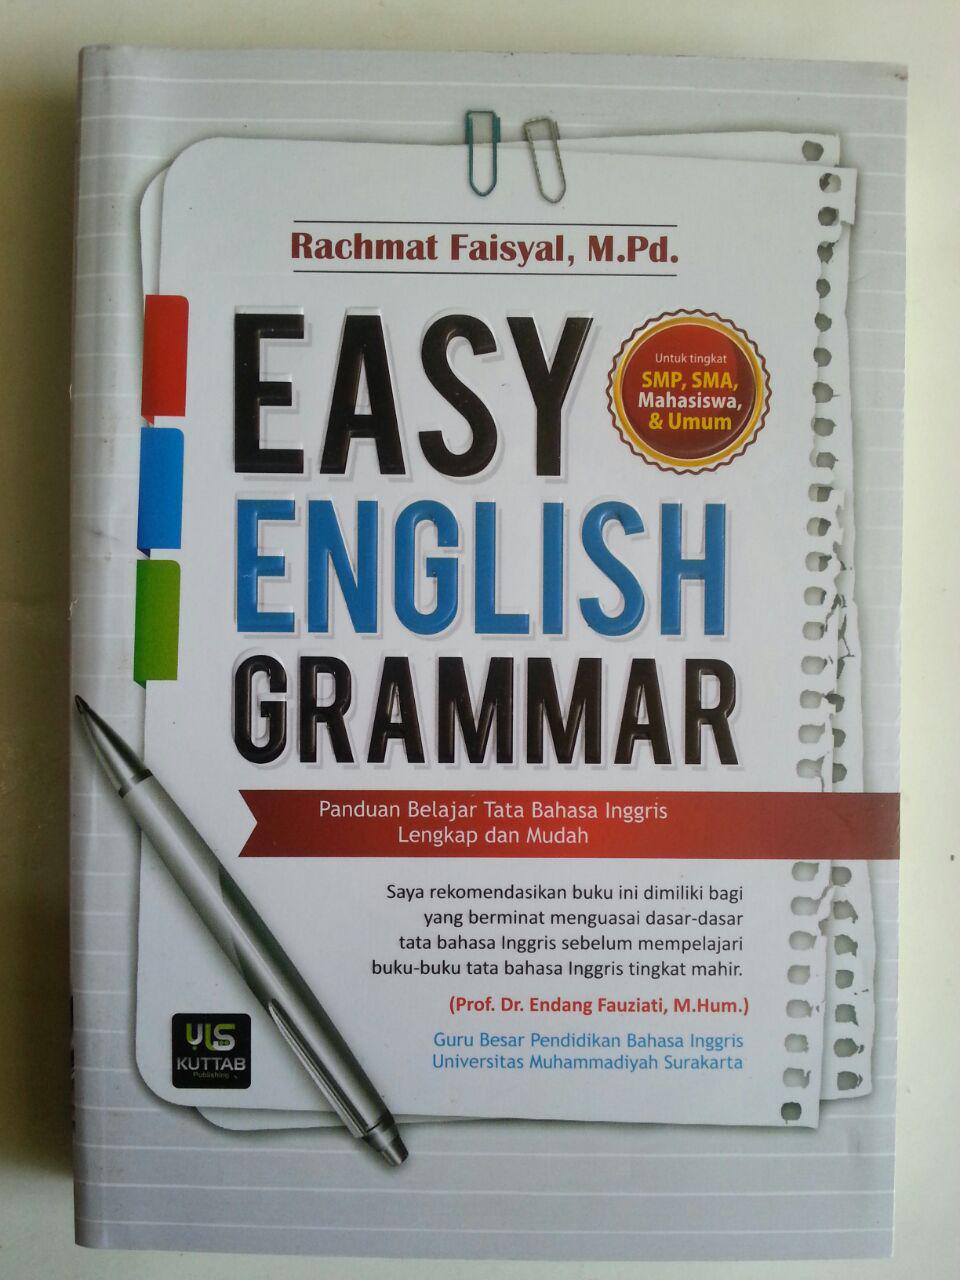 Rachmat Faisyal, M.Pd.
EASY
Untuk tingkat
SMP, SMA,
Mahasiswa,
& Umum
ENGLISH
GRAMMAR
Panduan Belajar Tata Bahasa Inggris
Lengkap dan Mudah
Saya rekomendasikan buku ini dimiliki bagi
yang berminat menguasai dasar-dasar
tata bahasa Inggris sebelum mempelajari
buku-buku tata bahasa Inggris tingkat mahir.
(Prof. Dr. Endang Fauziati, M.Hum.)
Guru Besar Pendidikan Bahasa Inggris
Universitas Muhammadiyah Surakarta
KUTTAB
Publishing